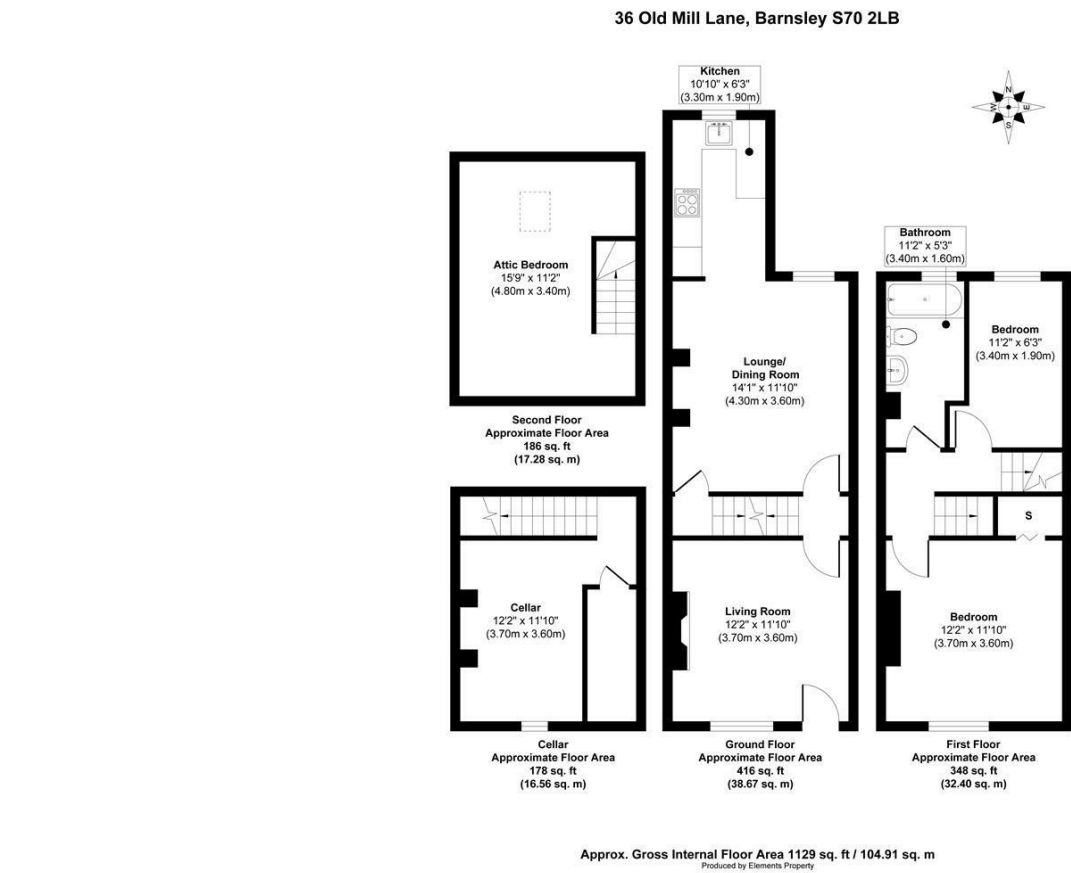 36 Old Mill Lane, Barnsley S70 2LB
Kitchen
10'10" x 6'3"
(3.30m x 1.90m)
N
W
E
S
Attic Bedroom
15'9" x 11'2"
(4.80m x 3.40m)
Second Floor
Approximate Floor Area
186 sq. ft
(17.28 sq. m)
Bathroom
11'2" x 5'3"
(3.40m x 1.60m)
Bedroom
11'2" x 6'3"
(3.40m x 1.90m)
Lounge/
Dining Room
14'1" x 11'10"
(4.30m x 3.60m)
S
Cellar
12'2" x 11'10"
(3.70m x 3.60m)
Living Room
12'2" x 11'10"
(3.70m x 3.60m)
Bedroom
12'2" x 11'10"
(3.70m x 3.60m)
Cellar
Approximate Floor Area
178 sq. ft
(16.56 sq. m)
Ground Floor
Approximate Floor Area
416 sq. ft
(38.67 sq. m)
First Floor
Approximate Floor Area
348 sq. ft
(32.40 sq. m)
Approx. Gross Internal Floor Area 1129 sq. ft / 104.91 sq. m
Produced by Elements Property